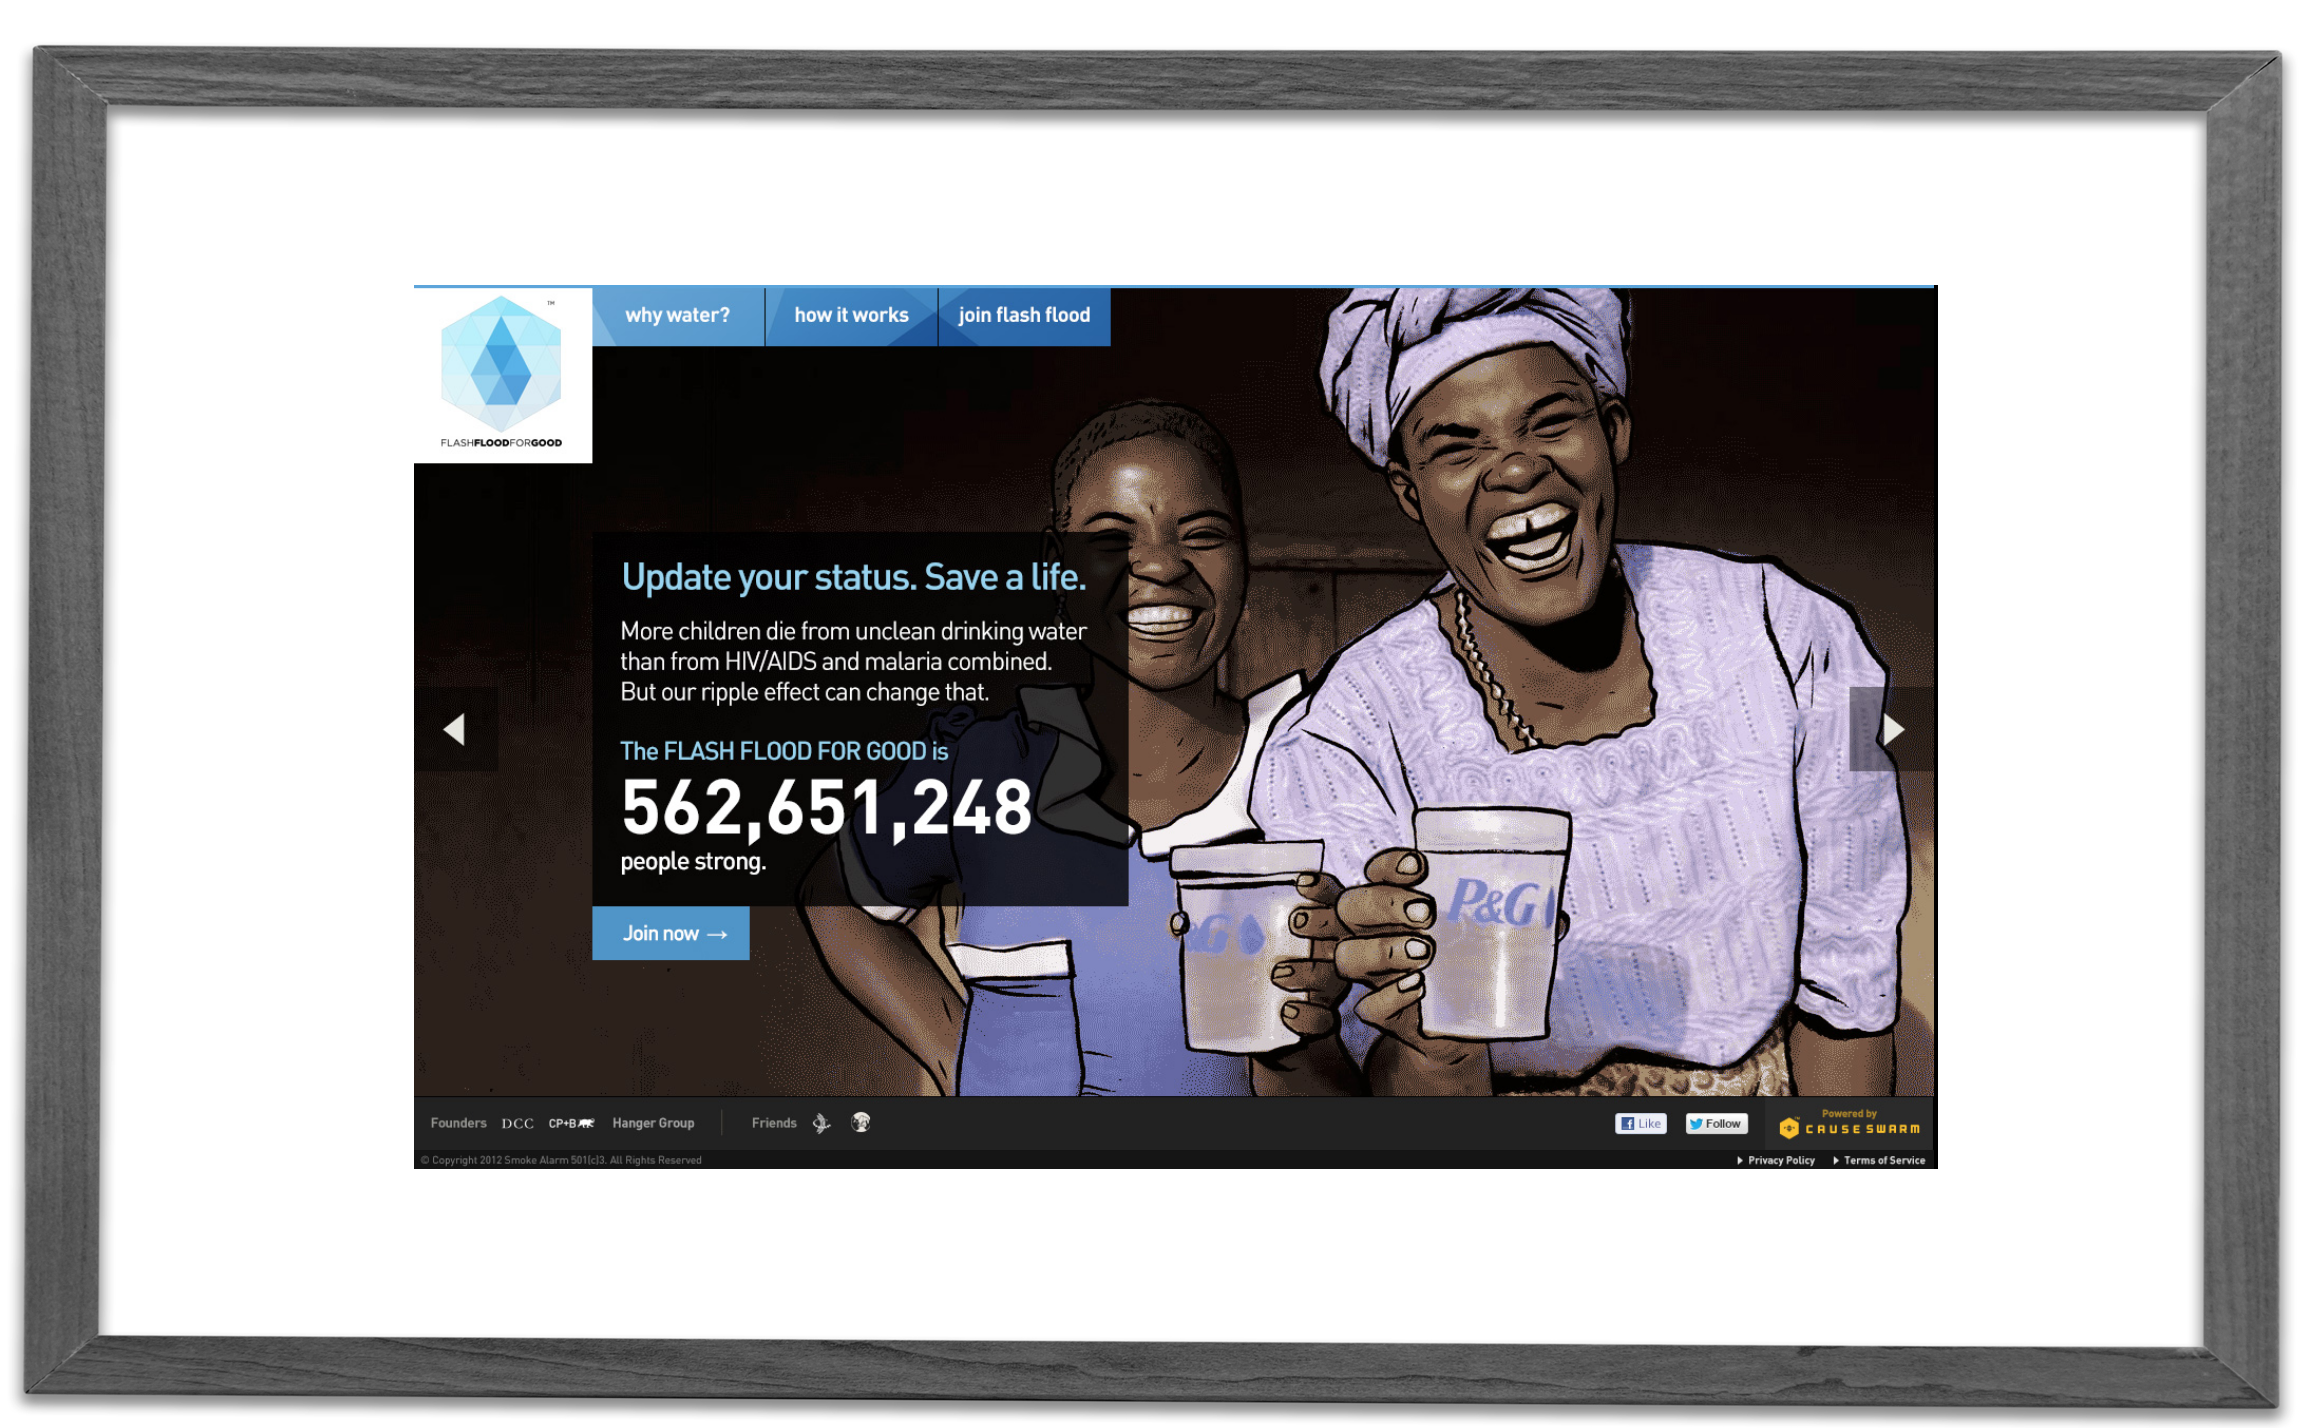 ™
FLASHFLOODFORGOOD
why water?
how it works
join flash flood
Update your status. Save a life.
More children die from unclean drinking water
than from HIV/AIDS and malaria combined.
But our ripple effect can change that.
The FLASH FLOOD FOR GOOD is
562,651,248
people strong.
Join now →
P&G
&G
Founders DCC CP+B Hanger Group
Friends
Like
Follow
Powered by
CAUSE SWARM
© Copyright 2012 Smoke Alarm 501(c)3. All Rights Reserved
Privacy Policy
Terms of Service